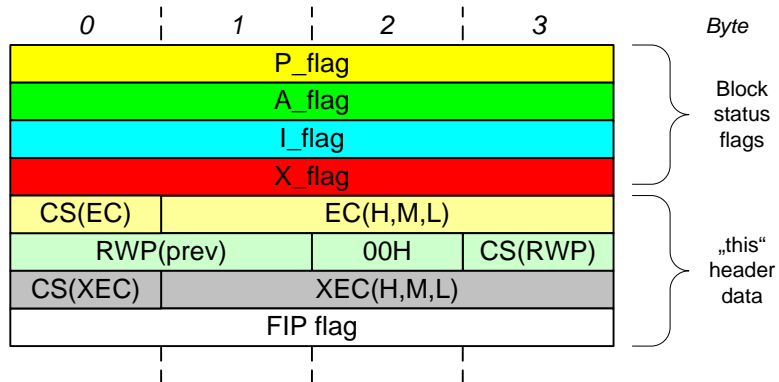 0 1 2 3 Byte
P_flag
A_flag
I_flag
X_flag
Block
status
flags
CS(EC) EC(H,M,L)
RWP(prev) 00H CS(RWP)
CS(XEC) XEC(H,M,L)
FIP flag
„this“
header
data